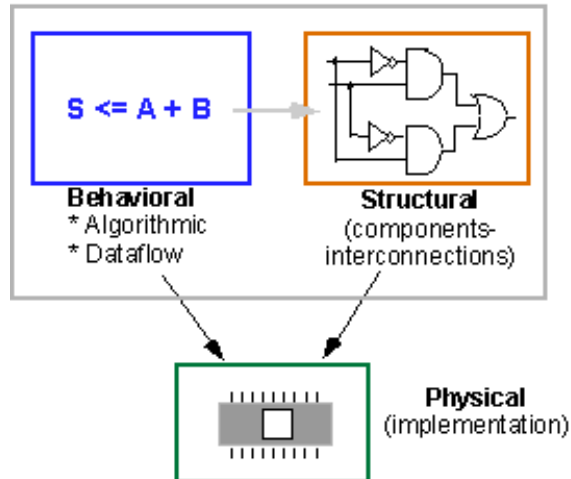 S <= A + B
Behavioral
* Algorithmic
* Dataflow
Structural
(components-
interconnections)
Physical
(implementation)